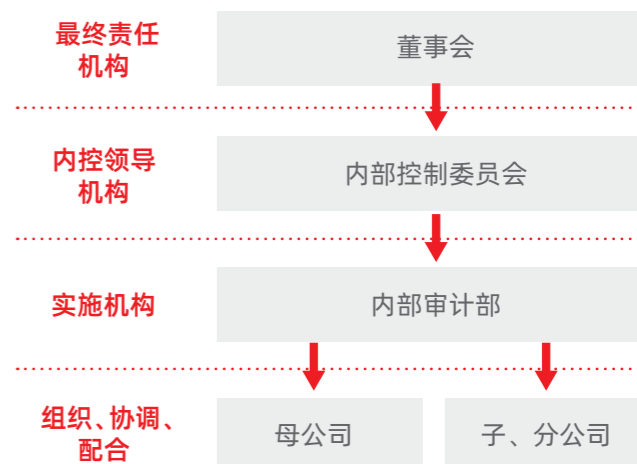 最终责任
机构
董事会
内控领导
机构
内部控制委员会
实施机构
内部审计部
组织、协调、
配合
母公司
子、分公司